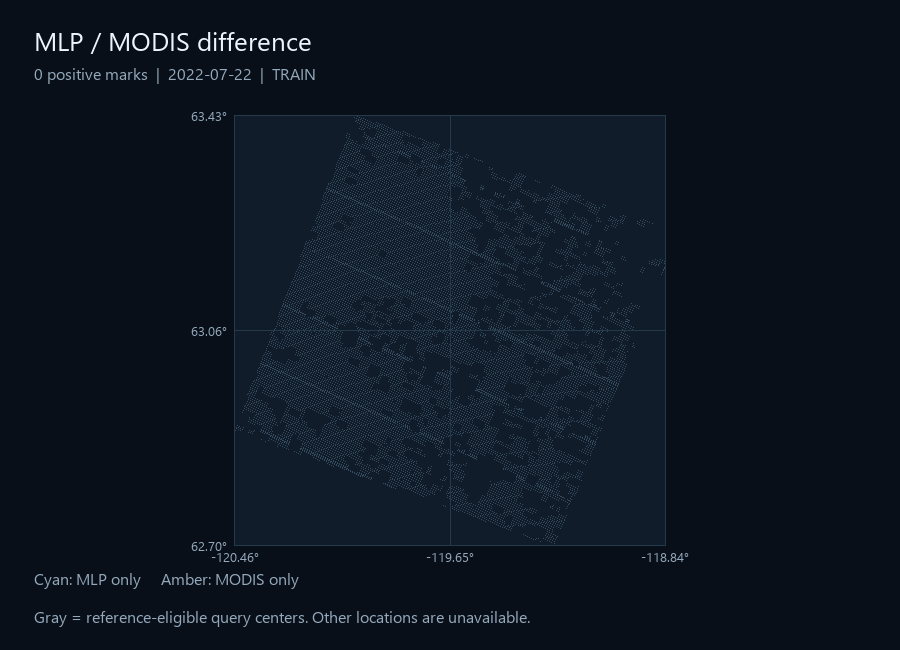 MLP / MODIS difference
0 positive marks | 2022-07-22 | TRAIN
63.43°
63.06°
62.70°
-120.46° -119.65° -118.84°
Cyan: MLP only Amber: MODIS only
Gray = reference-eligible query centers. Other locations are unavailable.